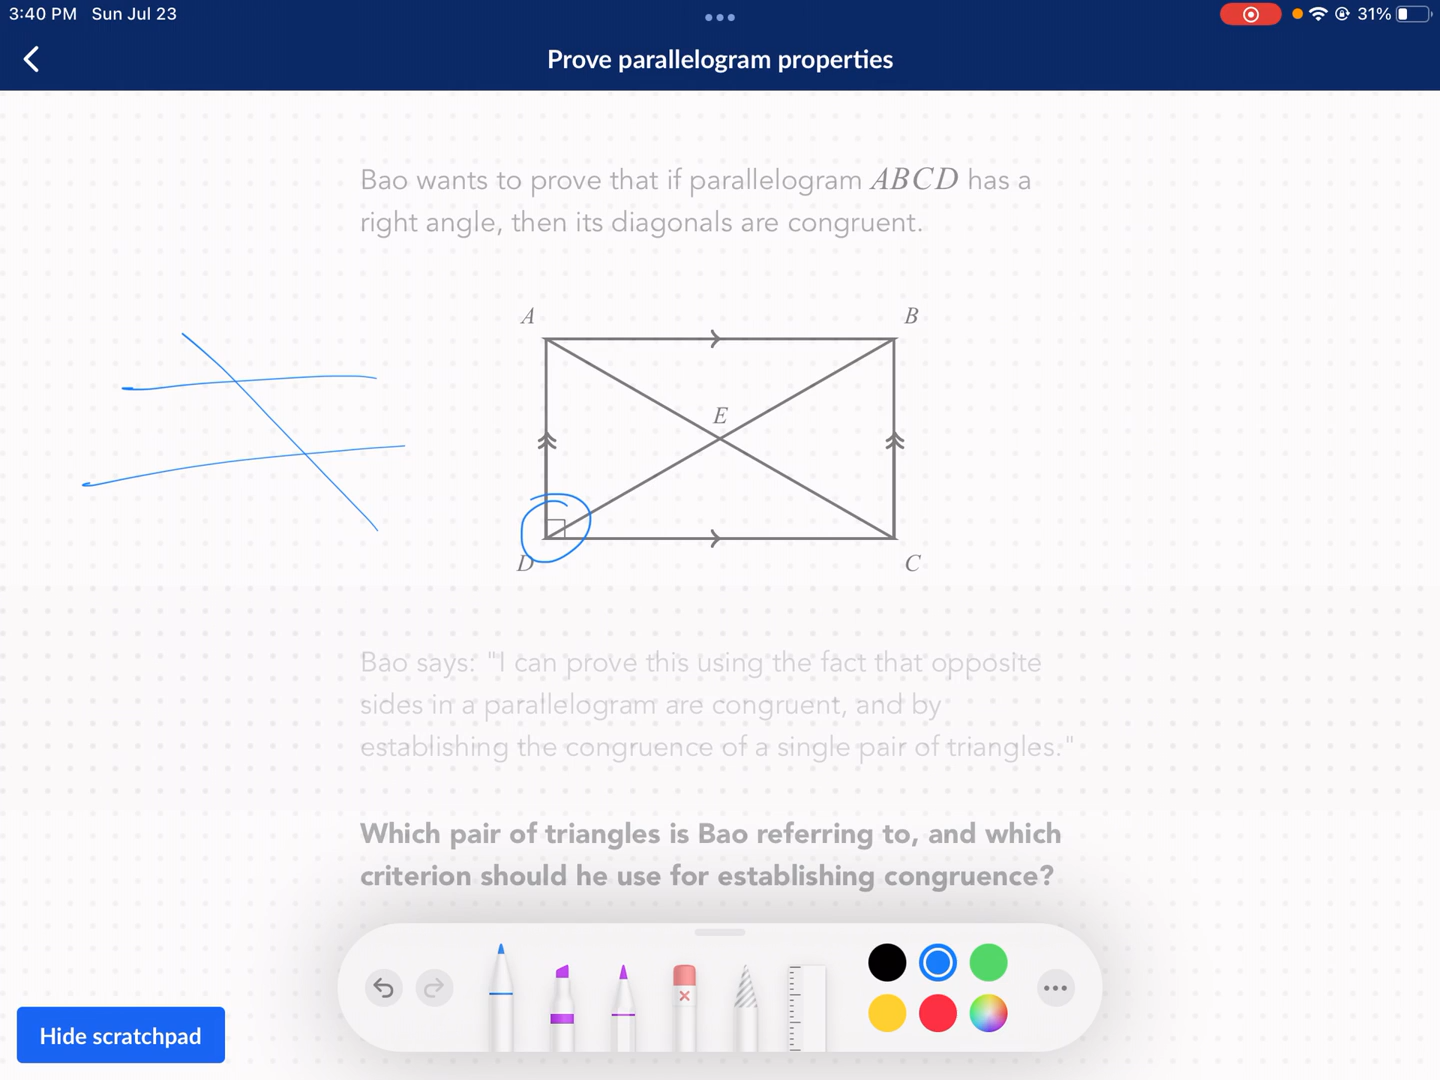 3:40 PM Sun Jul 23
31%
Prove parallelogram properties
Bao wants to prove that if parallelogram ABCD has a
right angle, then its diagonals are congruent.
A
B
E
D
C
Bao says: "I can prove this using the fact that opposite
sides in a parallelogram are congruent, and by
establishing the congruence of a single pair of triangles."
Which pair of triangles is Bao referring to, and which
criterion should he use for establishing congruence?
Hide scratchpad